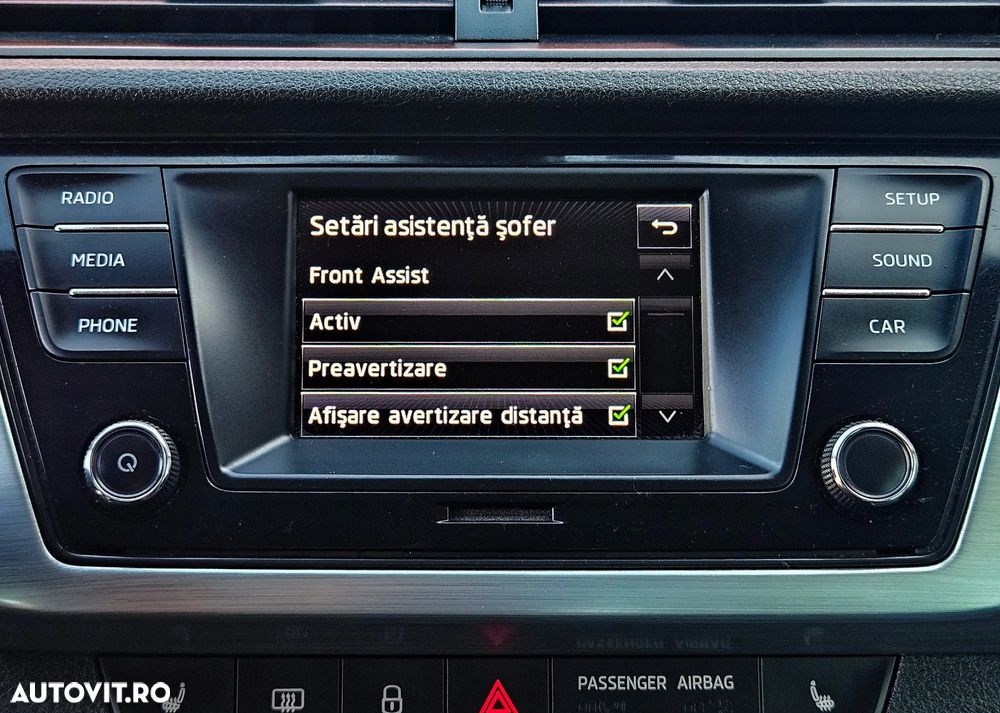 RADIO
SETUP
Setări asistenţă şofer
MEDIA
SOUND
Front Assist
PHONE
CAR
Activ
Preavertizare
Afişare avertizare distanţă
PASSENGER AIRBAG
AUTOVIT.RO